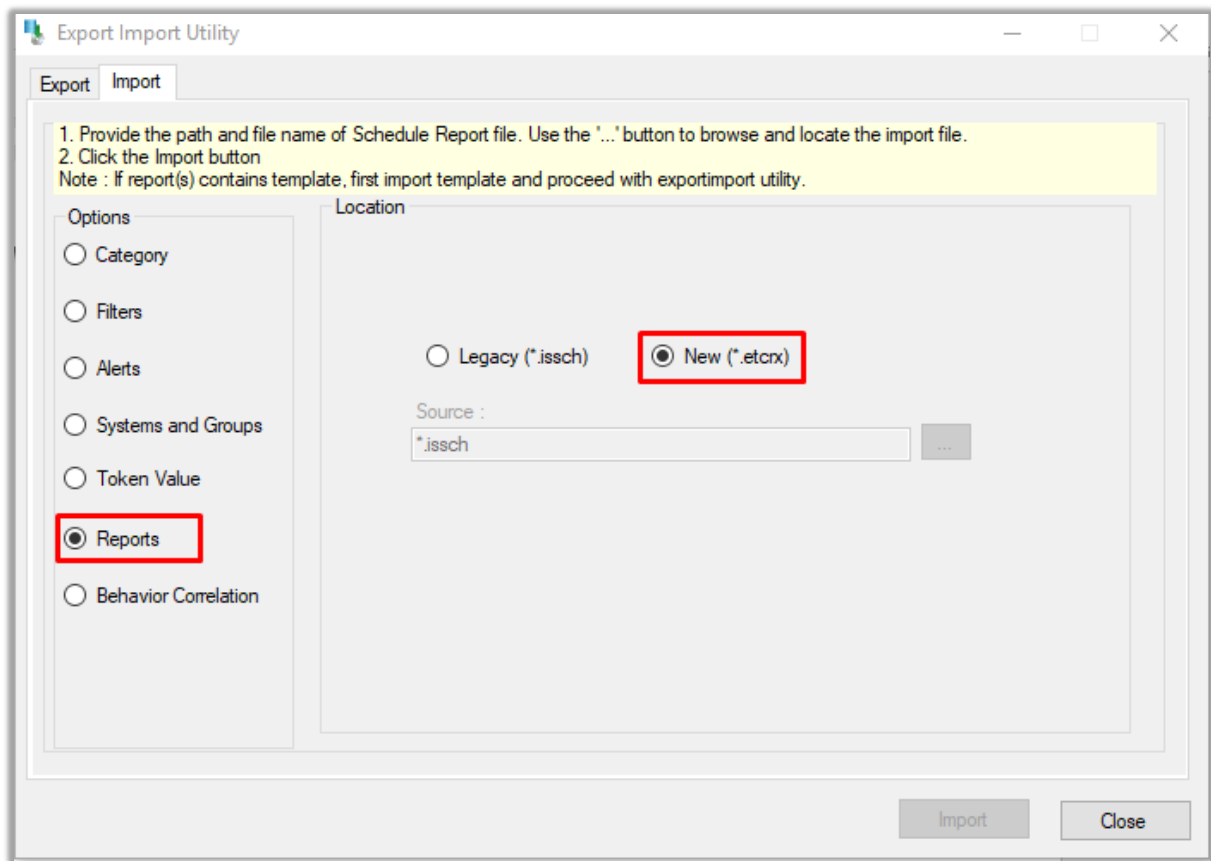 Export Import Utility
Export
Import
1. Provide the path and file name of Schedule Report file. Use the '...' button to browse and locate the import file.
2. Click the Import button
Note : If report(s) contains template, first import template and proceed with exportimport utility.
Options
Category
Filters
Alerts
Systems and Groups
Token Value
Reports
Behavior Correlation
Location
Legacy (*.issch)
New (*.etcrx)
Source :
*.issch
...
Import
Close